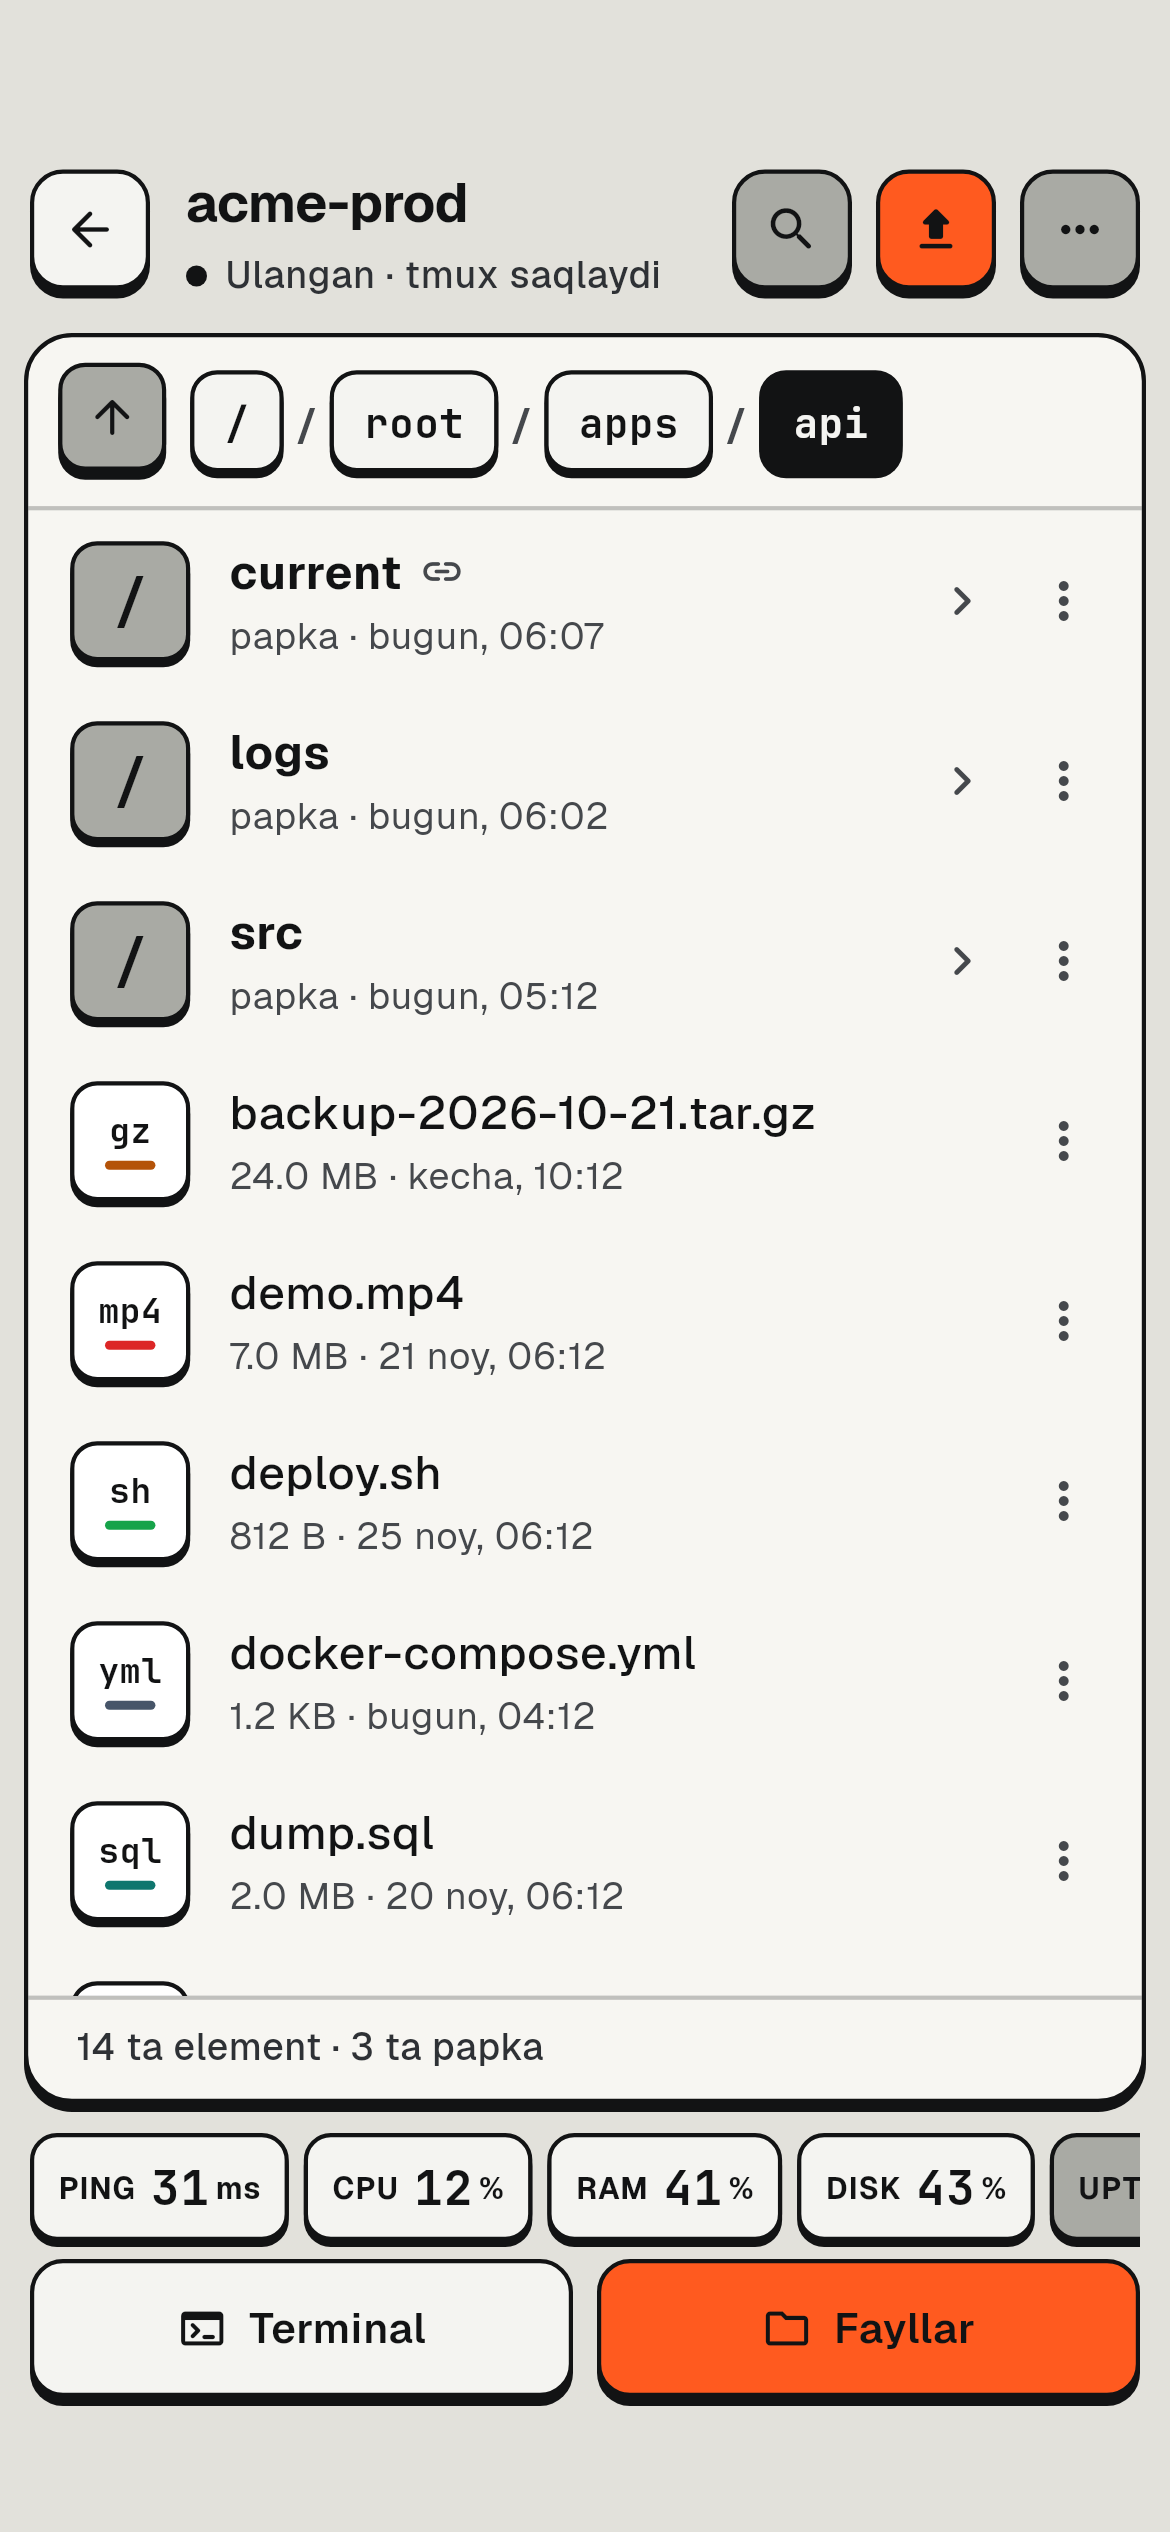 acme-prod
Ulangan · tmux saqlaydi
/ / root / apps / api
/
current
papka · bugun, 06:07
/
logs
papka · bugun, 06:02
/
src
papka · bugun, 05:12
gz
backup-2026-10-21.tar.gz
24.0 MB · kecha, 10:12
mp4
demo.mp4
7.0 MB · 21 noy, 06:12
sh
deploy.sh
812 B · 25 noy, 06:12
yml
docker-compose.yml
1.2 KB · bugun, 04:12
sql
dump.sql
2.0 MB · 20 noy, 06:12
14 ta element · 3 ta papka
PING 31 ms CPU 12 % RAM 41 % DISK 43 % UPT
Terminal Fayllar